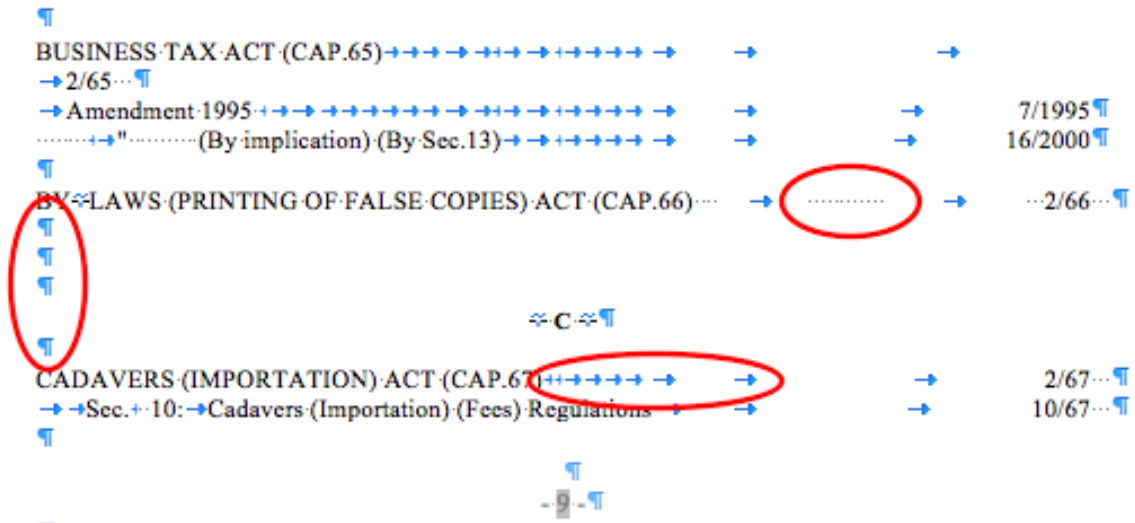 BUSINESS TAX ACT (CAP.65)
2/65
Amendment 1995 7/1995
" (By implication) (By Sec.13) 16/2000
BY-LAWS (PRINTING OF FALSE COPIES) ACT (CAP.66) 2/66
- C -
CADAVERS (IMPORTATION) ACT (CAP.67) 2/67
Sec. 10: Cadavers (Importation) (Fees) Regulations 10/67
- 9 -